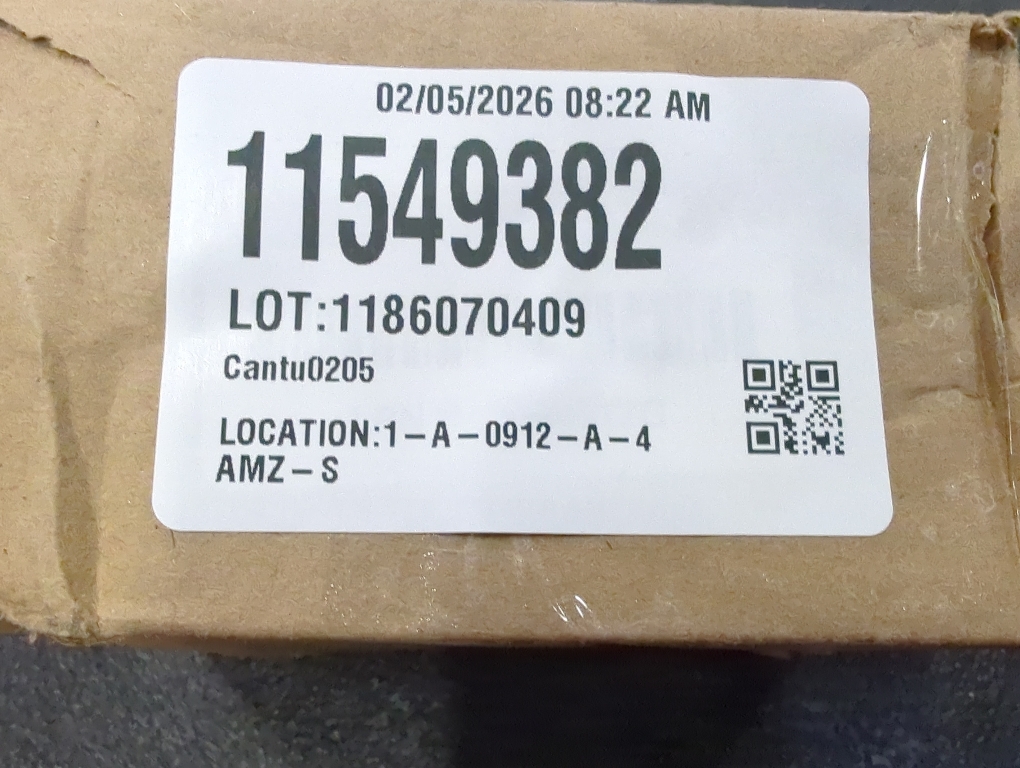 02/05/2026 08:22 AM
11549382
LOT:1186070409
Cantu0205
LOCATION:1-A-0912-A-4
AMZ-S